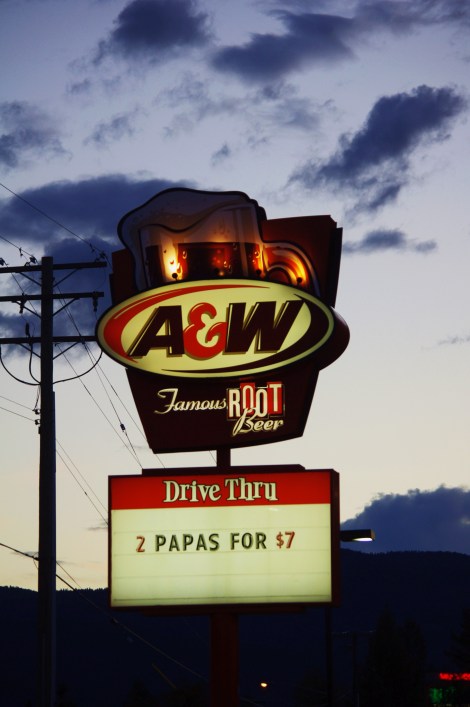 A&W
Famous ROOT
Beer
Drive Thru
2 PAPAS FOR $7